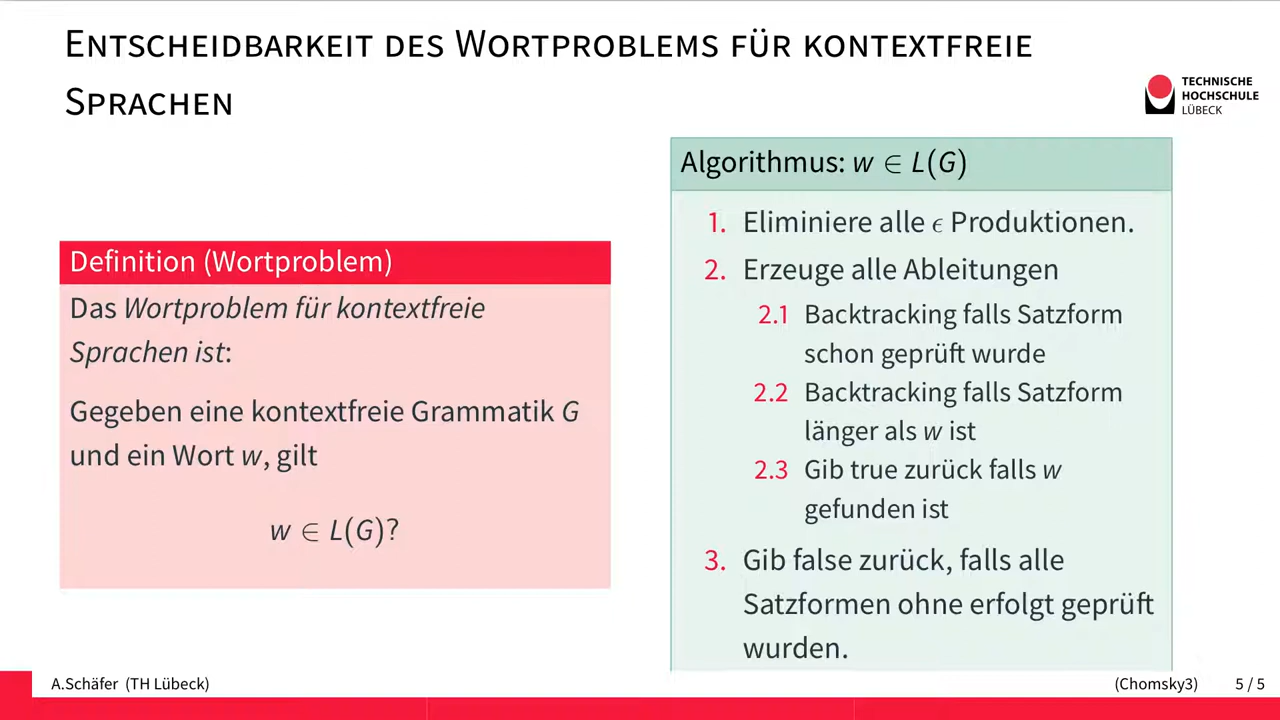 Entscheidbarkeit des Wortproblems für kontextfreie
Sprachen
TECHNISCHE
HOCHSCHULE
LÜBECK
Definition (Wortproblem)
Das Wortproblem für kontextfreie
Sprachen ist:
Gegeben eine kontextfreie Grammatik G
und ein Wort w, gilt
w ∈ L(G)?
Algorithmus: w ∈ L(G)
1. Eliminiere alle ϵ Produktionen.
2. Erzeuge alle Ableitungen
2.1 Backtracking falls Satzform
schon geprüft wurde
2.2 Backtracking falls Satzform
länger als w ist
2.3 Gib true zurück falls w
gefunden ist
3. Gib false zurück, falls alle
Satzformen ohne erfolgt geprüft
wurden.
A.Schäfer (TH Lübeck)
(Chomsky3)
5 / 5